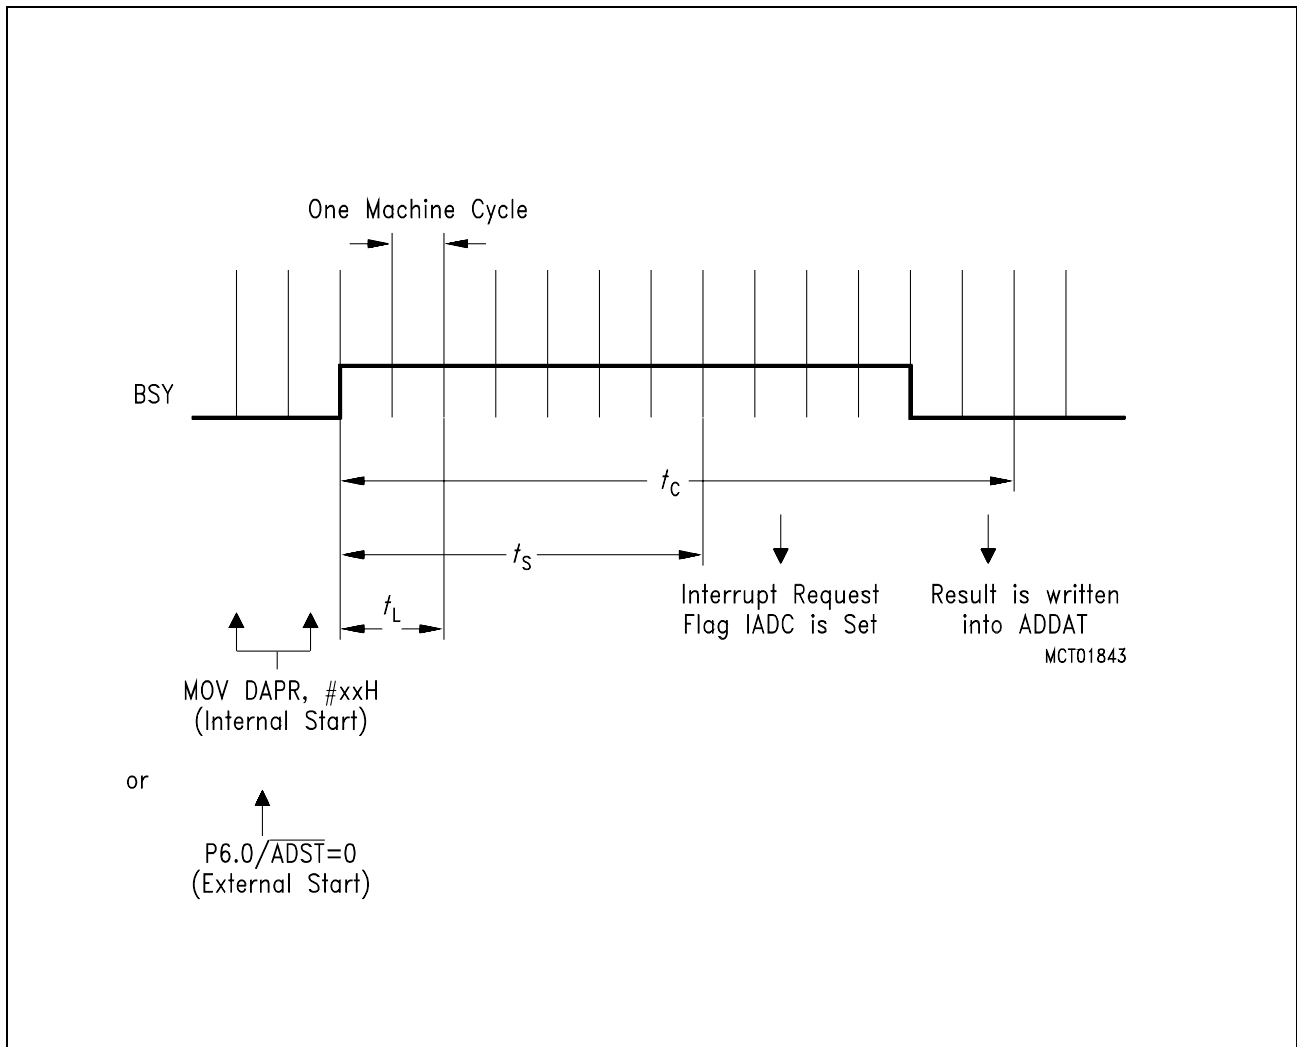 One Machine Cycle
BSY
tC
tS
tL
Interrupt Request
Flag IADC is Set
Result is written
into ADDAT
MCT01843
MOV DAPR, #xxH
(Internal Start)
or
P6.0/ADST=0
(External Start)